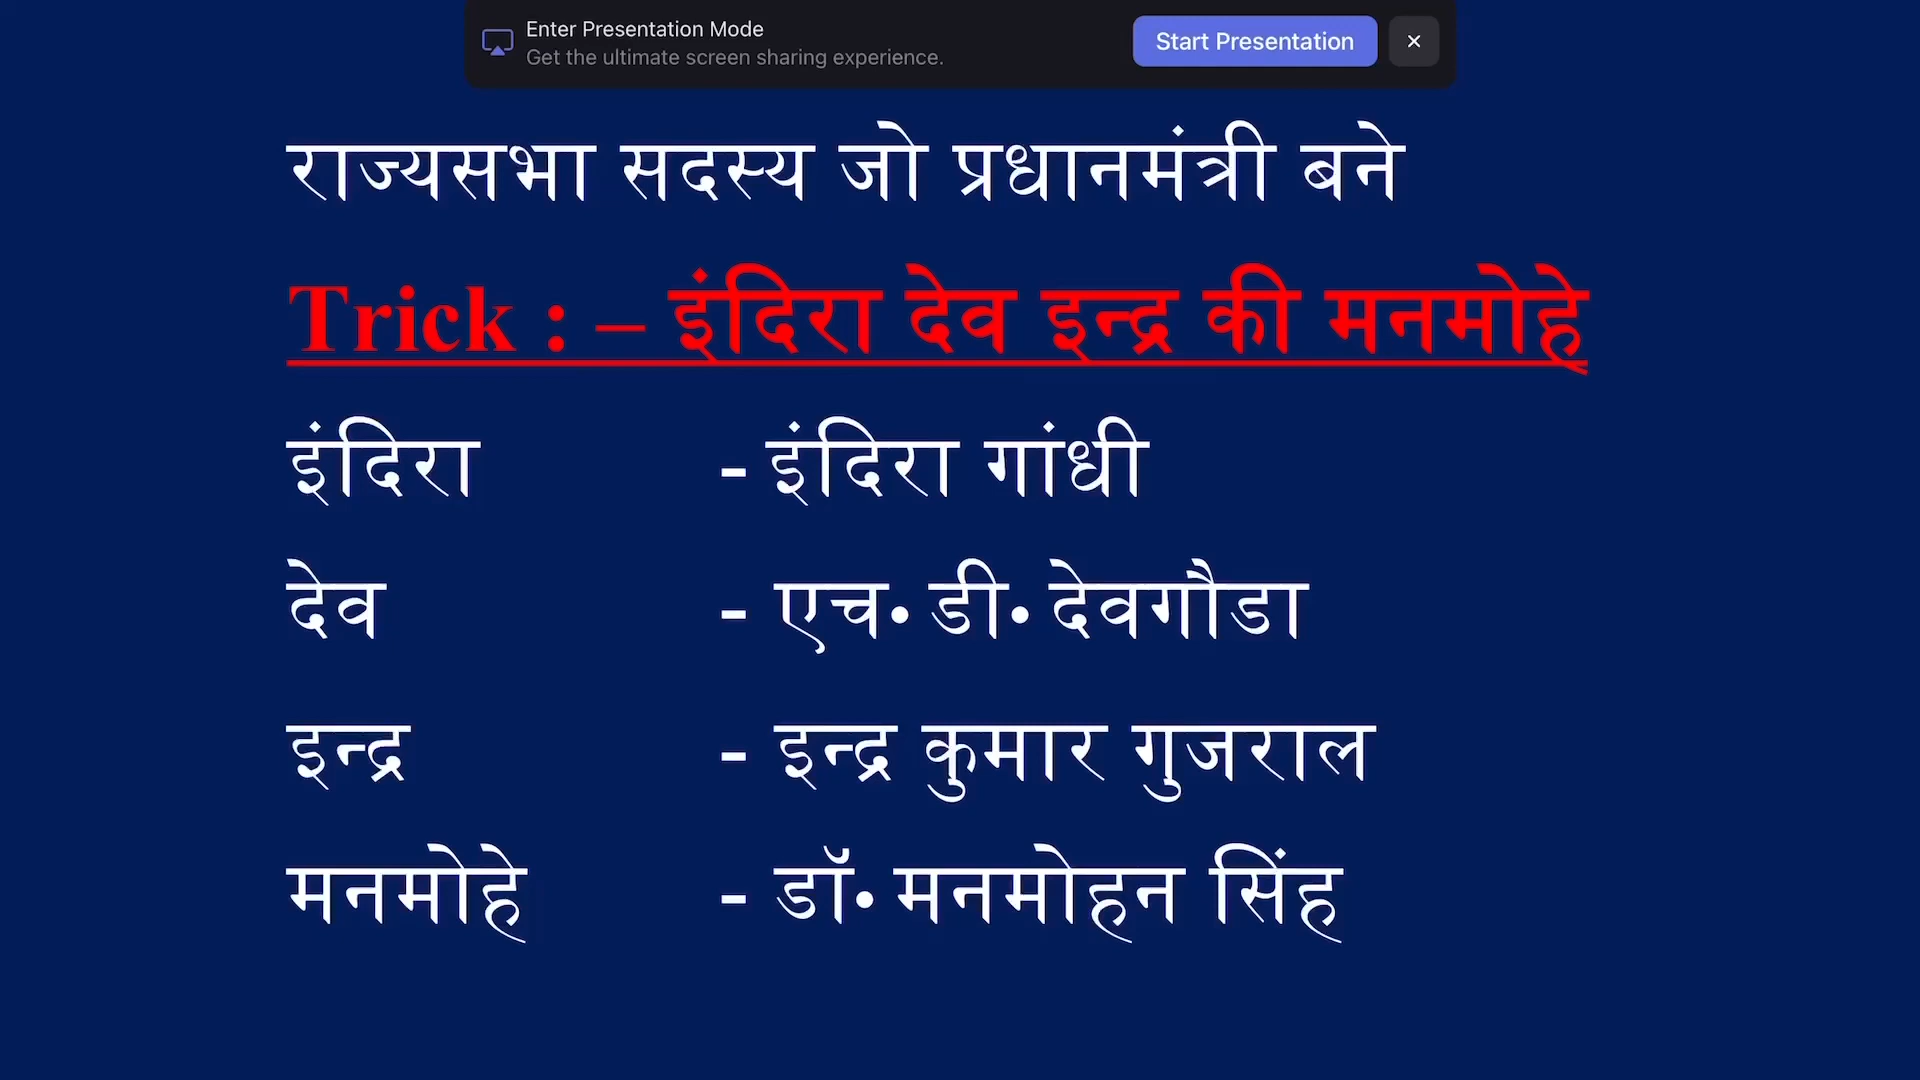 Enter Presentation Mode
Get the ultimate screen sharing experience.
Start Presentation
राज्यसभा सदस्य जो प्रधानमंत्री बने
Trick : – इंदिरा देव इन्द्र की मनमोहे
इंदिरा - इंदिरा गांधी
देव - एच॰ डी॰ देवगौडा
इन्द्र - इन्द्र कुमार गुजराल
मनमोहे - डॉ॰ मनमोहन सिंह